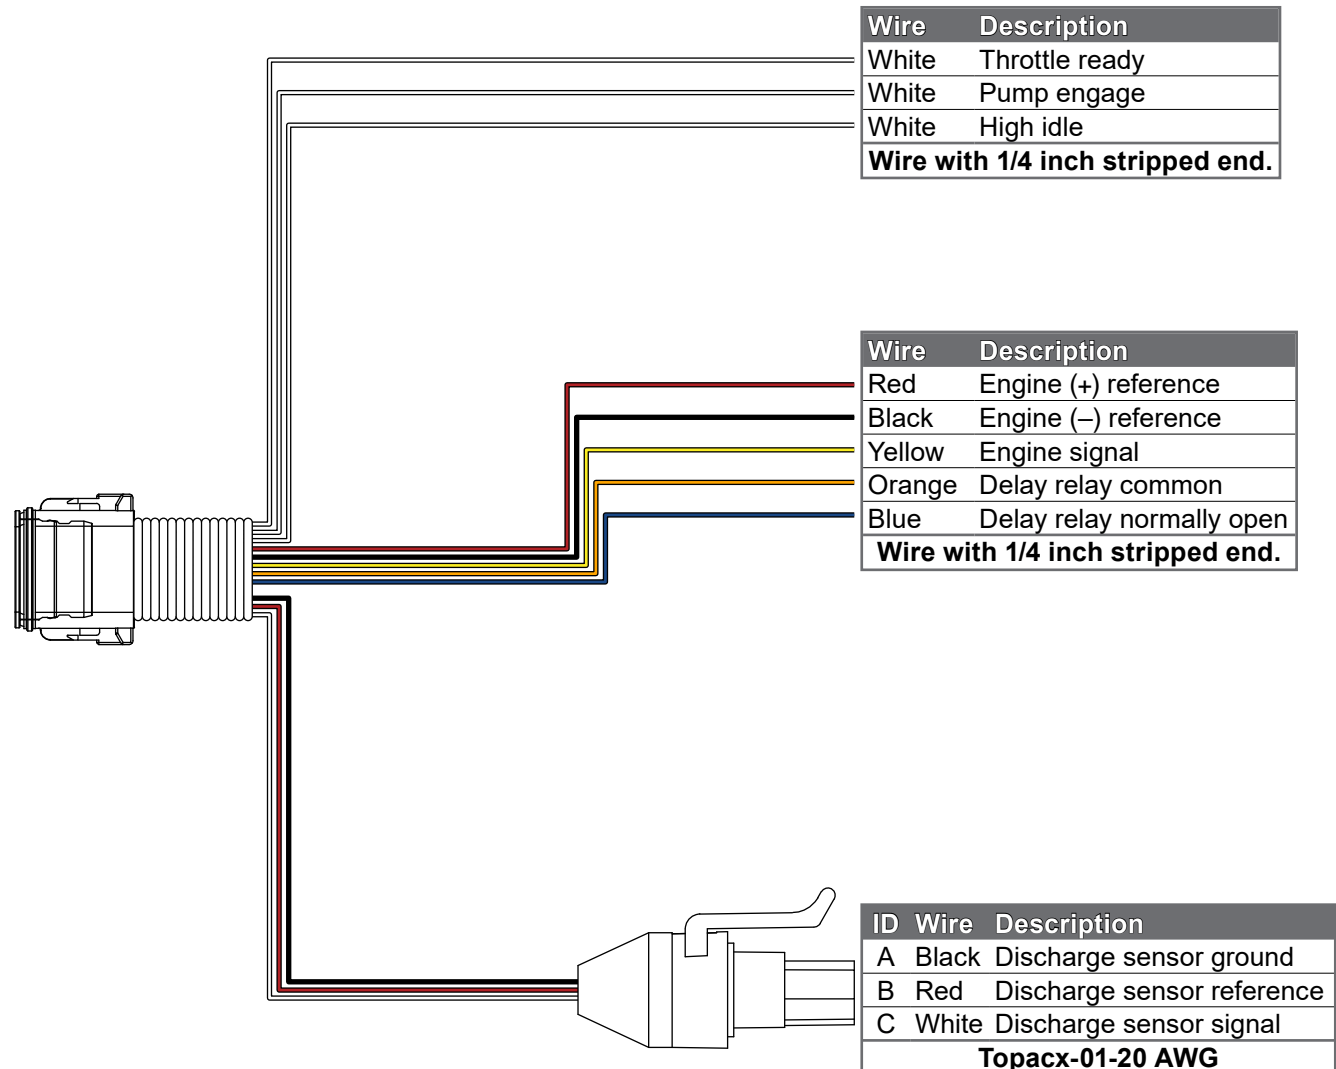 Wire Description
White Throttle ready
White Pump engage
White High idle
Wire with 1/4 inch stripped end.
Wire Description
Red Engine (+) reference
Black Engine (–) reference
Yellow Engine signal
Orange Delay relay common
Blue Delay relay normally open
Wire with 1/4 inch stripped end.
ID Wire Description
A Black Discharge sensor ground
B Red Discharge sensor reference
C White Discharge sensor signal
Topacx-01-20 AWG